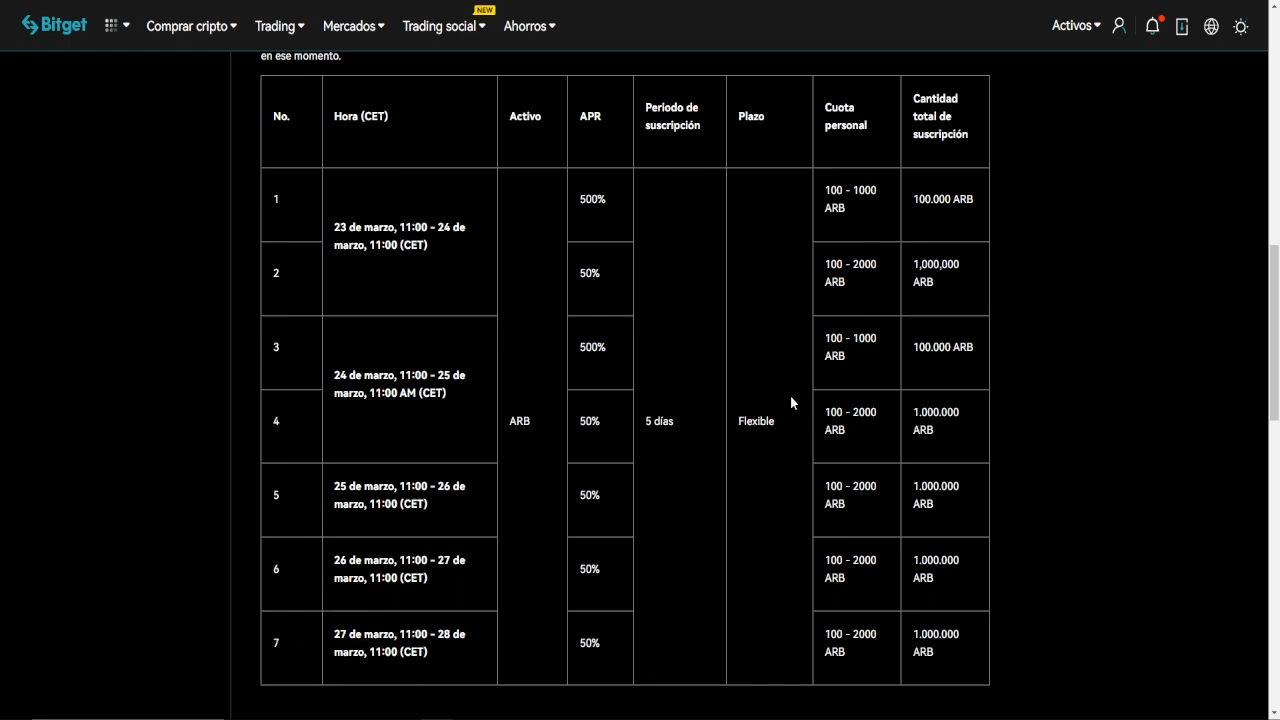 Bitget
Comprar cripto
Trading
Mercados
Trading social
NEW
Ahorros
Activos
en ese momento.
No.
Hora (CET)
Activo
APR
Periodo de
suscripción
Plazo
Cuota
personal
Cantidad
total de
suscripción
1
23 de marzo, 11:00 - 24 de
marzo, 11:00 (CET)
500%
100 - 1000
ARB
100.000 ARB
2
50%
100 - 2000
ARB
1,000,000
ARB
3
24 de marzo, 11:00 - 25 de
marzo, 11:00 AM (CET)
500%
100 - 1000
ARB
100.000 ARB
4
ARB
50%
5 días
Flexible
100 - 2000
ARB
1.000.000
ARB
5
25 de marzo, 11:00 - 26 de
marzo, 11:00 (CET)
50%
100 - 2000
ARB
1.000.000
ARB
6
26 de marzo, 11:00 - 27 de
marzo, 11:00 (CET)
50%
100 - 2000
ARB
1.000.000
ARB
7
27 de marzo, 11:00 - 28 de
marzo, 11:00 (CET)
50%
100 - 2000
ARB
1.000.000
ARB